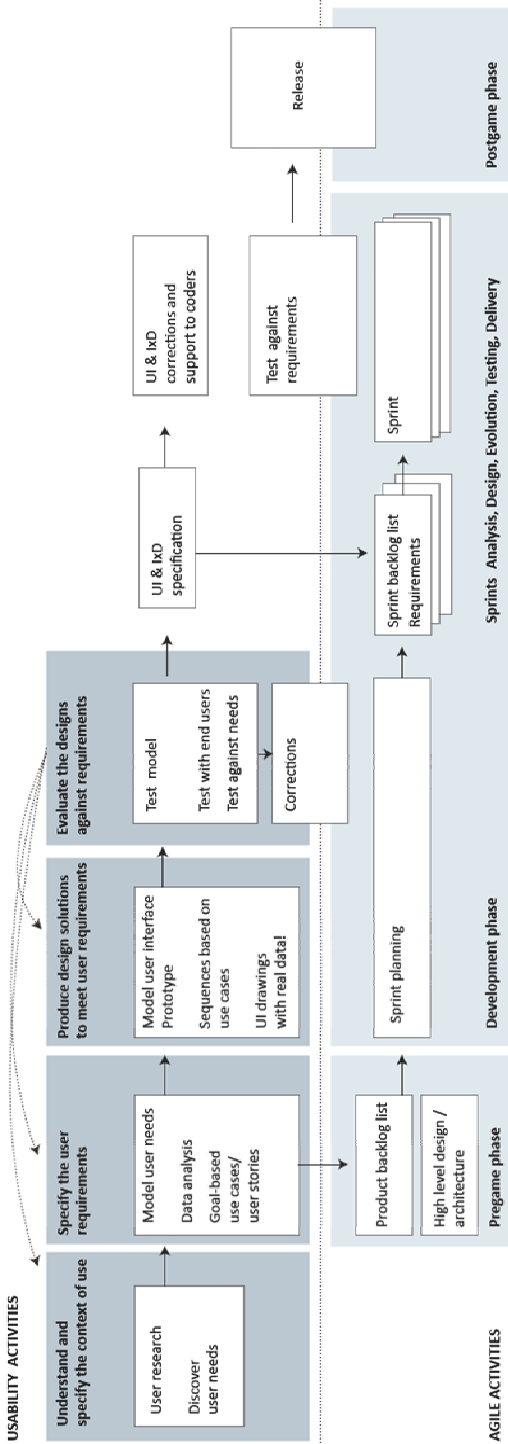 USABILITY ACTIVITIES
Understand and
specify the context of use
User research
Discover
user needs
Specify the user
requirements
Model user needs
Data analysis
Goal-based
use cases/
user stories
Produce design solutions
to meet user requirements
Model user interface
Prototype
Sequences based on
use cases
UI drawings
with real data!
Evaluate the designs
against requirements
Test model
Test with end users
Test against needs
Corrections
UI & IxD
specification
UI & IxD
corrections and
support to coders
Test against
requirements
Release
Product backlog list
High level design /
architecture
Pregame phase
Sprint planning
Development phase
Sprint backlog list
Requirements
Sprint
Sprints Analysis, Design, Evolution, Testing, Delivery
Postgame phase
AGILE ACTIVITIES